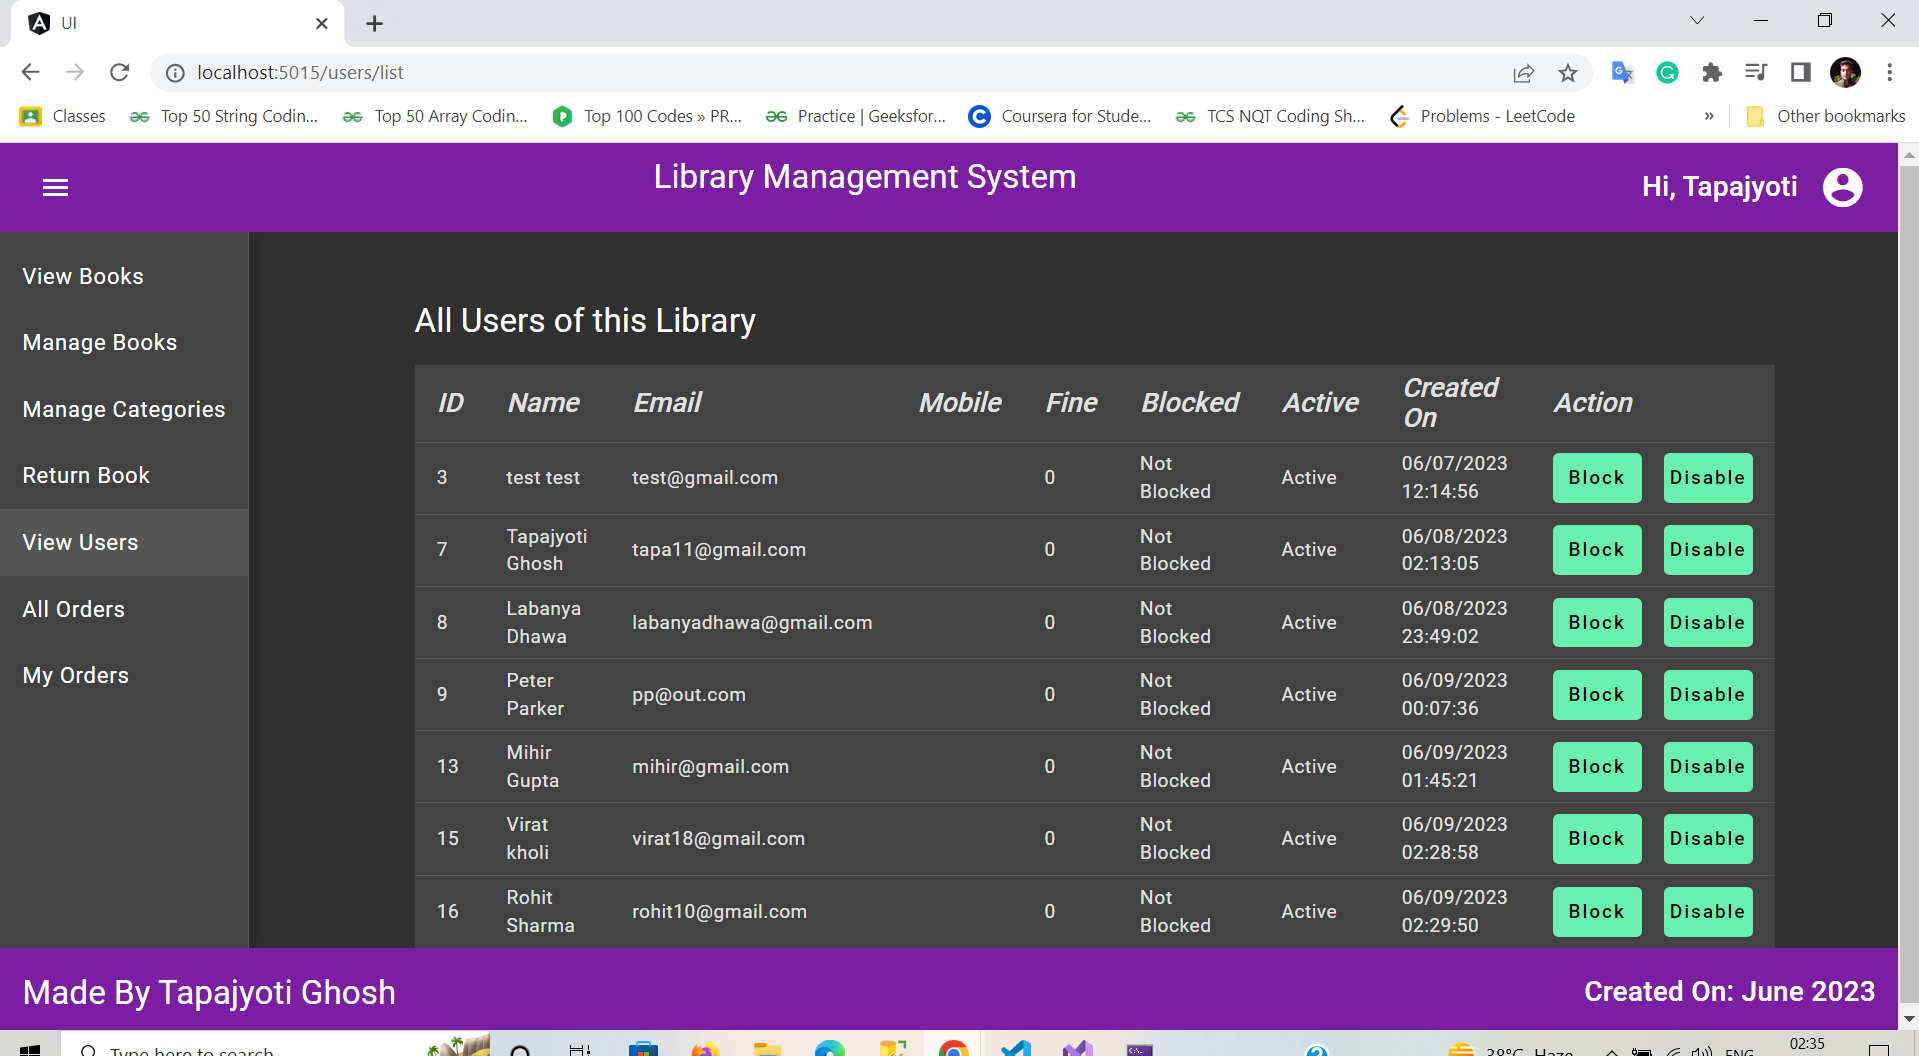 UI
localhost:5015/users/list
Classes Top 50 String Codin... Top 50 Array Codin... Top 100 Codes » PR... Practice | Geeksfor... Coursera for Stude... TCS NQT Coding Sh... Problems - LeetCode » Other bookmarks
Library Management System
Hi, Tapajyoti
View Books
Manage Books
Manage Categories
Return Book
View Users
All Orders
My Orders
All Users of this Library
ID Name Email Mobile Fine Blocked Active Created On Action
3 test test test@gmail.com 0 Not Blocked Active 06/07/2023 12:14:56 Block Disable
7 Tapajyoti Ghosh tapa11@gmail.com 0 Not Blocked Active 06/08/2023 02:13:05 Block Disable
8 Labanya Dhawa labanyadhawa@gmail.com 0 Not Blocked Active 06/08/2023 23:49:02 Block Disable
9 Peter Parker pp@out.com 0 Not Blocked Active 06/09/2023 00:07:36 Block Disable
13 Mihir Gupta mihir@gmail.com 0 Not Blocked Active 06/09/2023 01:45:21 Block Disable
15 Virat kholi virat18@gmail.com 0 Not Blocked Active 06/09/2023 02:28:58 Block Disable
16 Rohit Sharma rohit10@gmail.com 0 Not Blocked Active 06/09/2023 02:29:50 Block Disable
Made By Tapajyoti Ghosh
Created On: June 2023
Type here to search
38°C Haze ENG 02:35